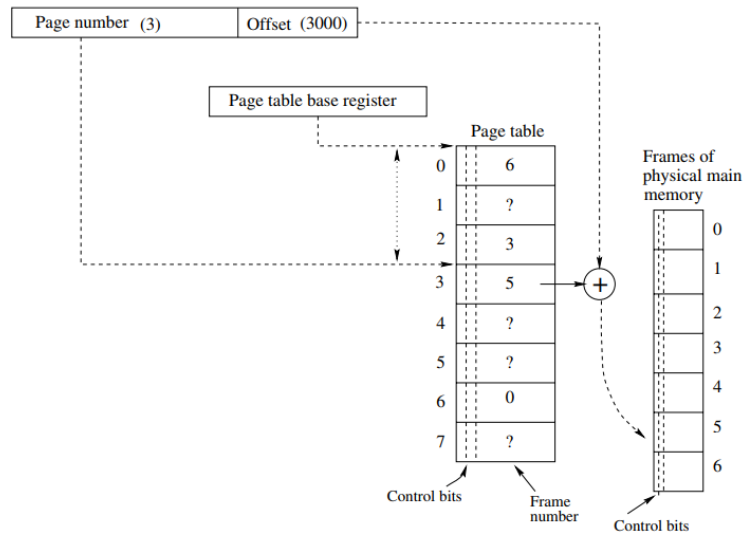 Page number (3) Offset (3000)
Page table base register
Page table
0 6
1 ?
2 3
3 5 +
4 ?
5 ?
6 0
7 ?
Control bits
Frame
number
Frames of
physical main
memory
0
1
2
3
4
5
6
Control bits